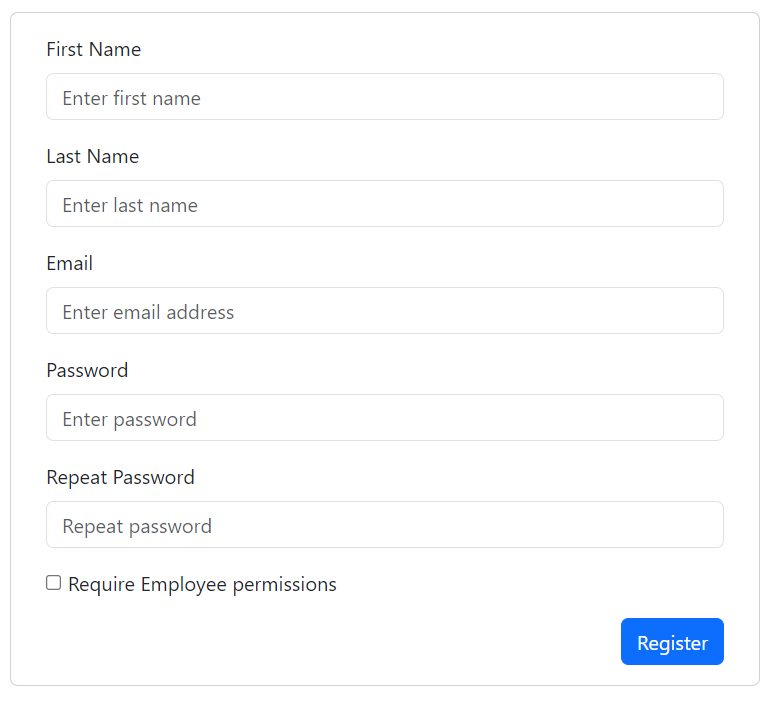 First Name
Enter first name
Last Name
Enter last name
Email
Enter email address
Password
Enter password
Repeat Password
Repeat password
Require Employee permissions
Register